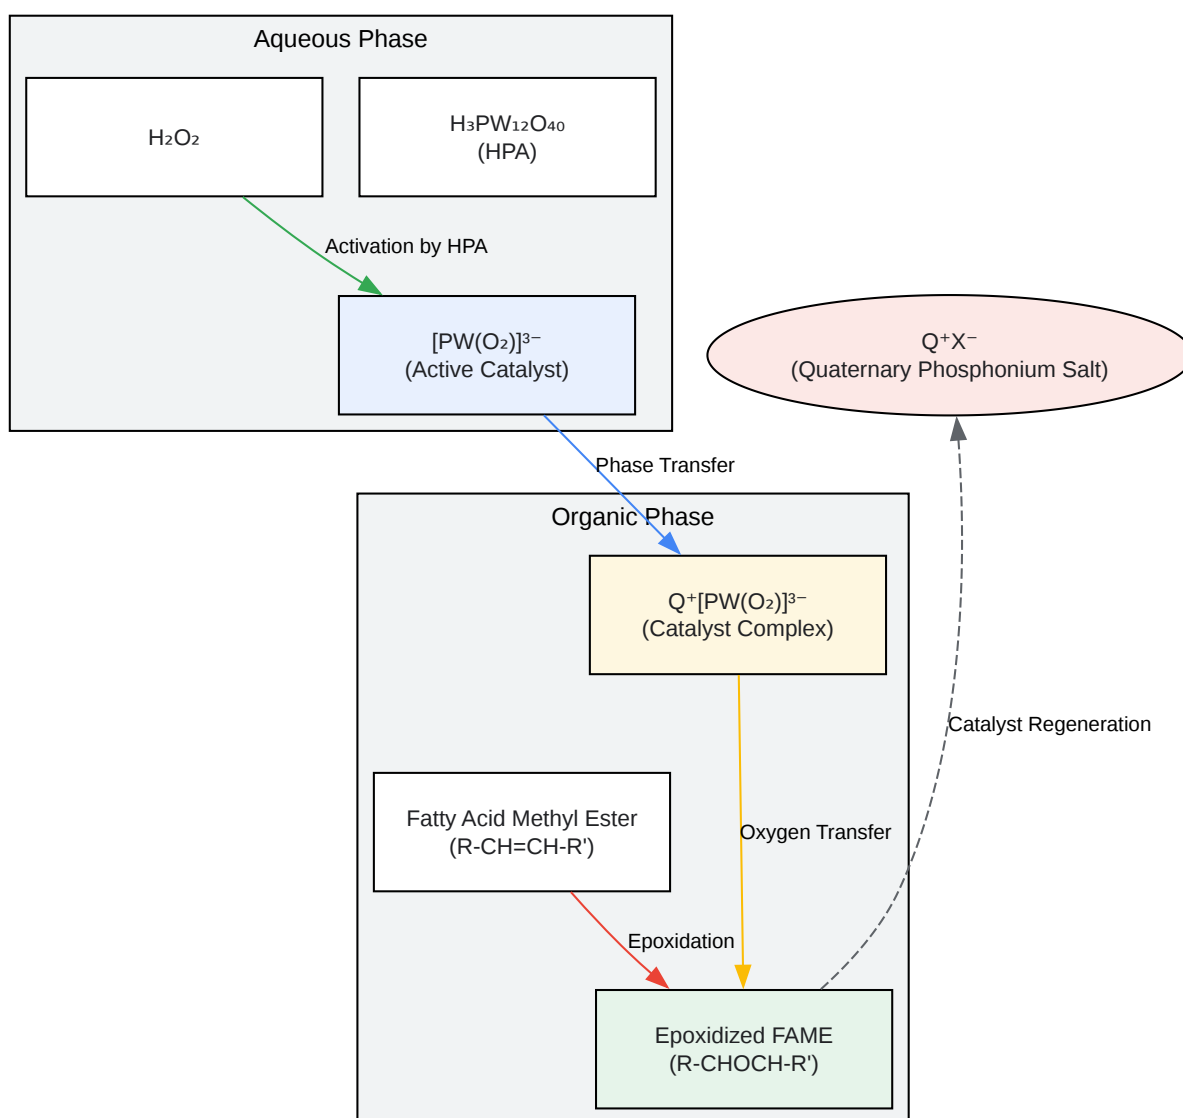 Aqueous Phase
H₂O₂
H₃PW₁₂O₄₀
(HPA)
Activation by HPA
[PW(O₂)]³⁻
(Active Catalyst)
Q⁺X⁻
(Quaternary Phosphonium Salt)
Phase Transfer
Organic Phase
Q⁺[PW(O₂)]³⁻
(Catalyst Complex)
Catalyst Regeneration
Fatty Acid Methyl Ester
(R-CH=CH-R')
Oxygen Transfer
Epoxidation
Epoxidized FAME
(R-CHOCH-R')